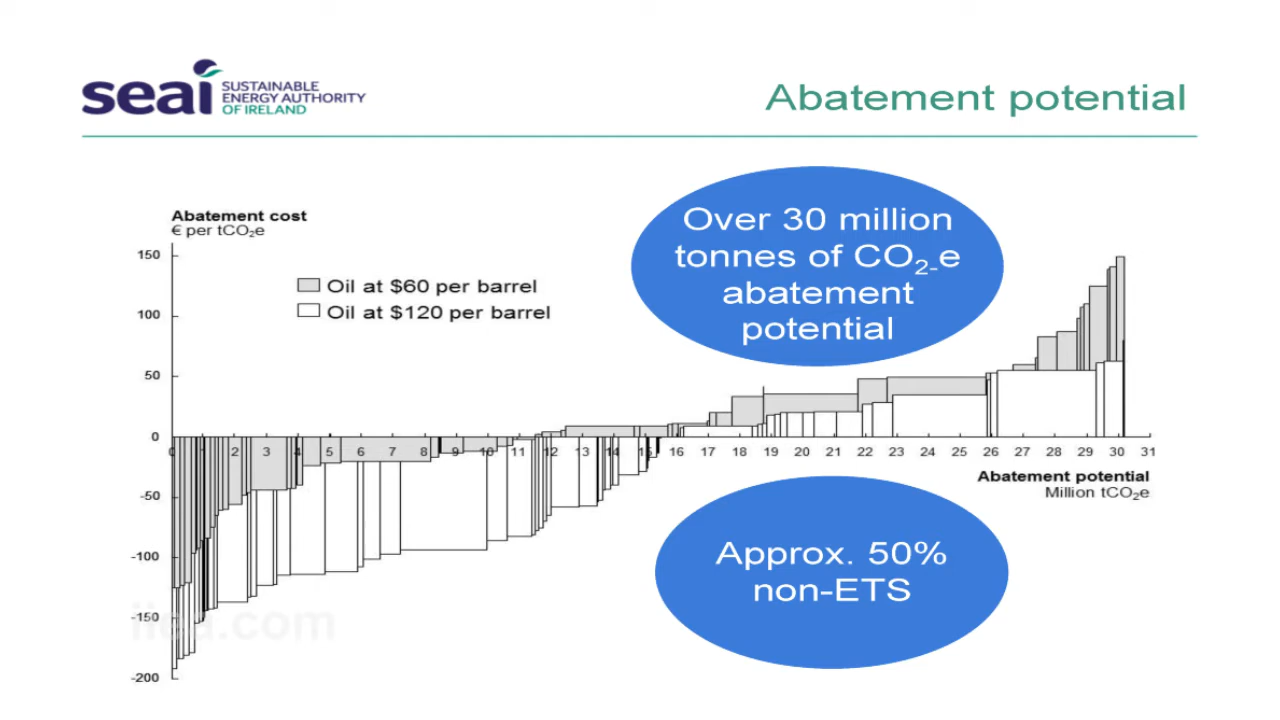 seai SUSTAINABLE
ENERGY AUTHORITY
OF IRELAND
Abatement potential
Abatement cost
€ per tCO₂e
150
100
50
0
-50
-100
-150
-200
Oil at $60 per barrel
Oil at $120 per barrel
Over 30 million
tonnes of CO₂-e
abatement
potential
0 1 2 3 4 5 6 7 8 9 10 11 12 13 14 15 16 17 18 19 20 21 22 23 24 25 26 27 28 29 30 31
Abatement potential
Million tCO₂e
Approx. 50%
non-ETS
iiea.com